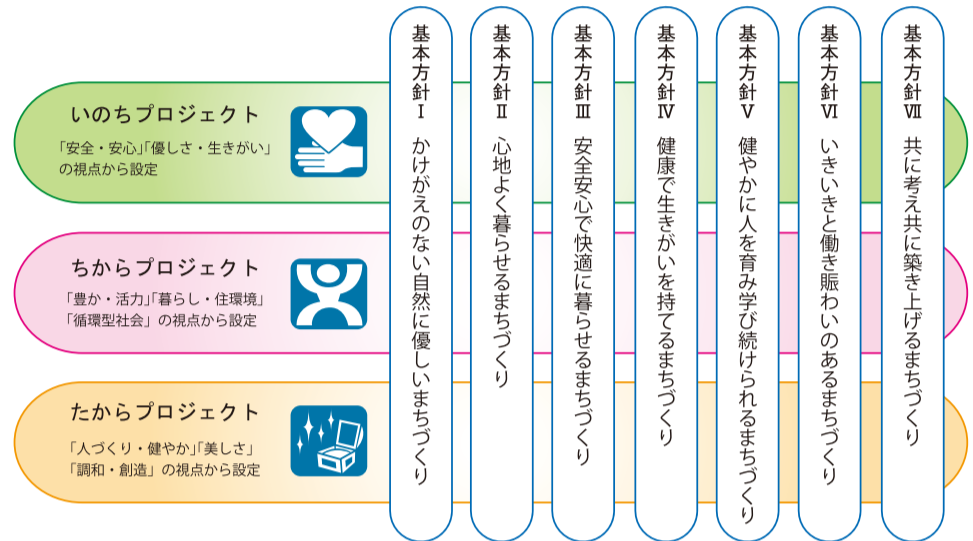 いのちプロジェクト
「安全・安心」「優しさ・生きがい」
の視点から設定
ちからプロジェクト
「豊か・活力」「暮らし・住環境」
「循環型社会」の視点から設定
たからプロジェクト
「人づくり・健やか」「美しさ」
「調和・創造」の視点から設定
基本方針Ⅰ　かけがえのない自然に優しいまちづくり
基本方針Ⅱ　心地よく暮らせるまちづくり
基本方針Ⅲ　安全安心で快適に暮らせるまちづくり
基本方針Ⅳ　健康で生きがいを持てるまちづくり
基本方針Ⅴ　健やかに人を育み学び続けられるまちづくり
基本方針Ⅵ　いきいきと働き賑わいのあるまちづくり
基本方針Ⅶ　共に考え共に築き上げるまちづくり